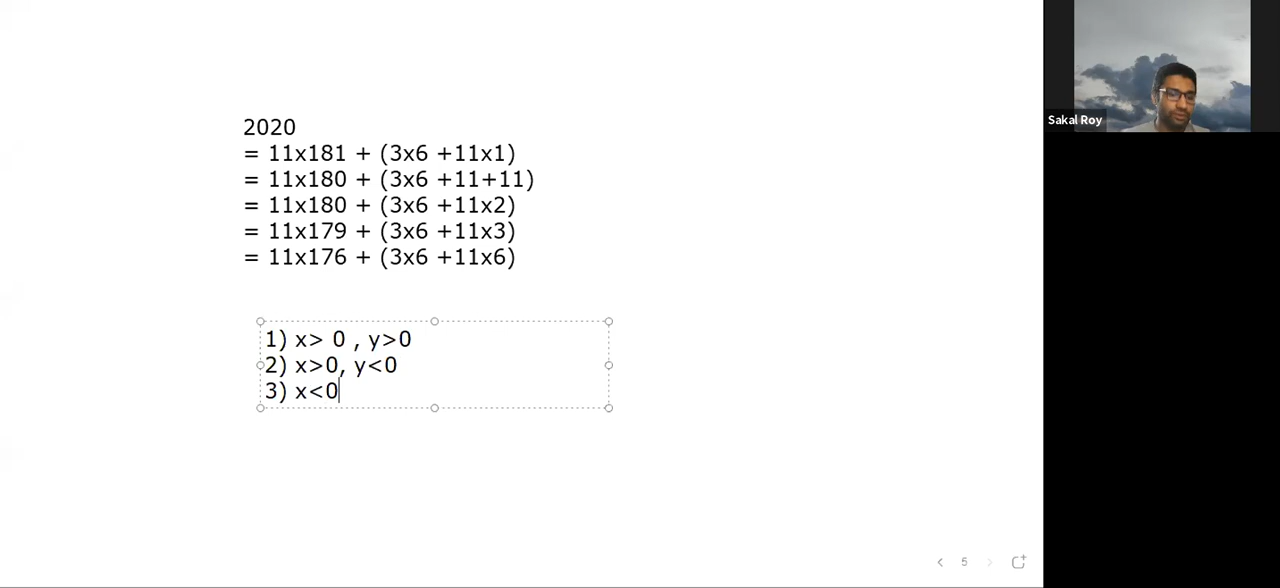 2020
= 11x181 + (3x6 +11x1)
= 11x180 + (3x6 +11+11)
= 11x180 + (3x6 +11x2)
= 11x179 + (3x6 +11x3)
= 11x176 + (3x6 +11x6)
1) x> 0 , y>0
2) x>0, y<0
3) x<0
Sakal Roy
5